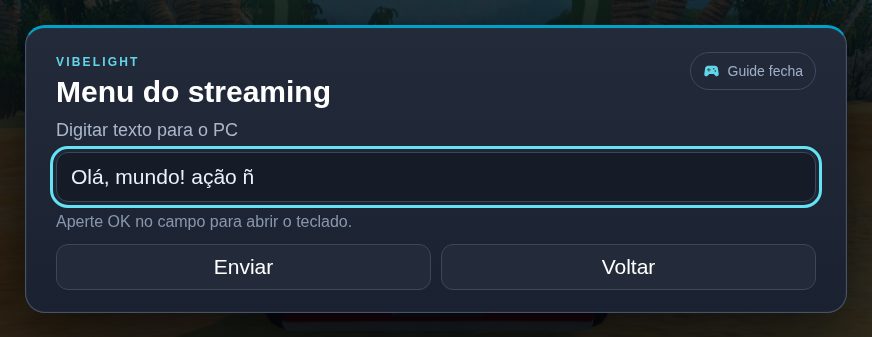 VIBELIGHT
Menu do streaming
Guide fecha
Digitar texto para o PC
Olá, mundo! ação ñ
Aperte OK no campo para abrir o teclado.
Enviar
Voltar